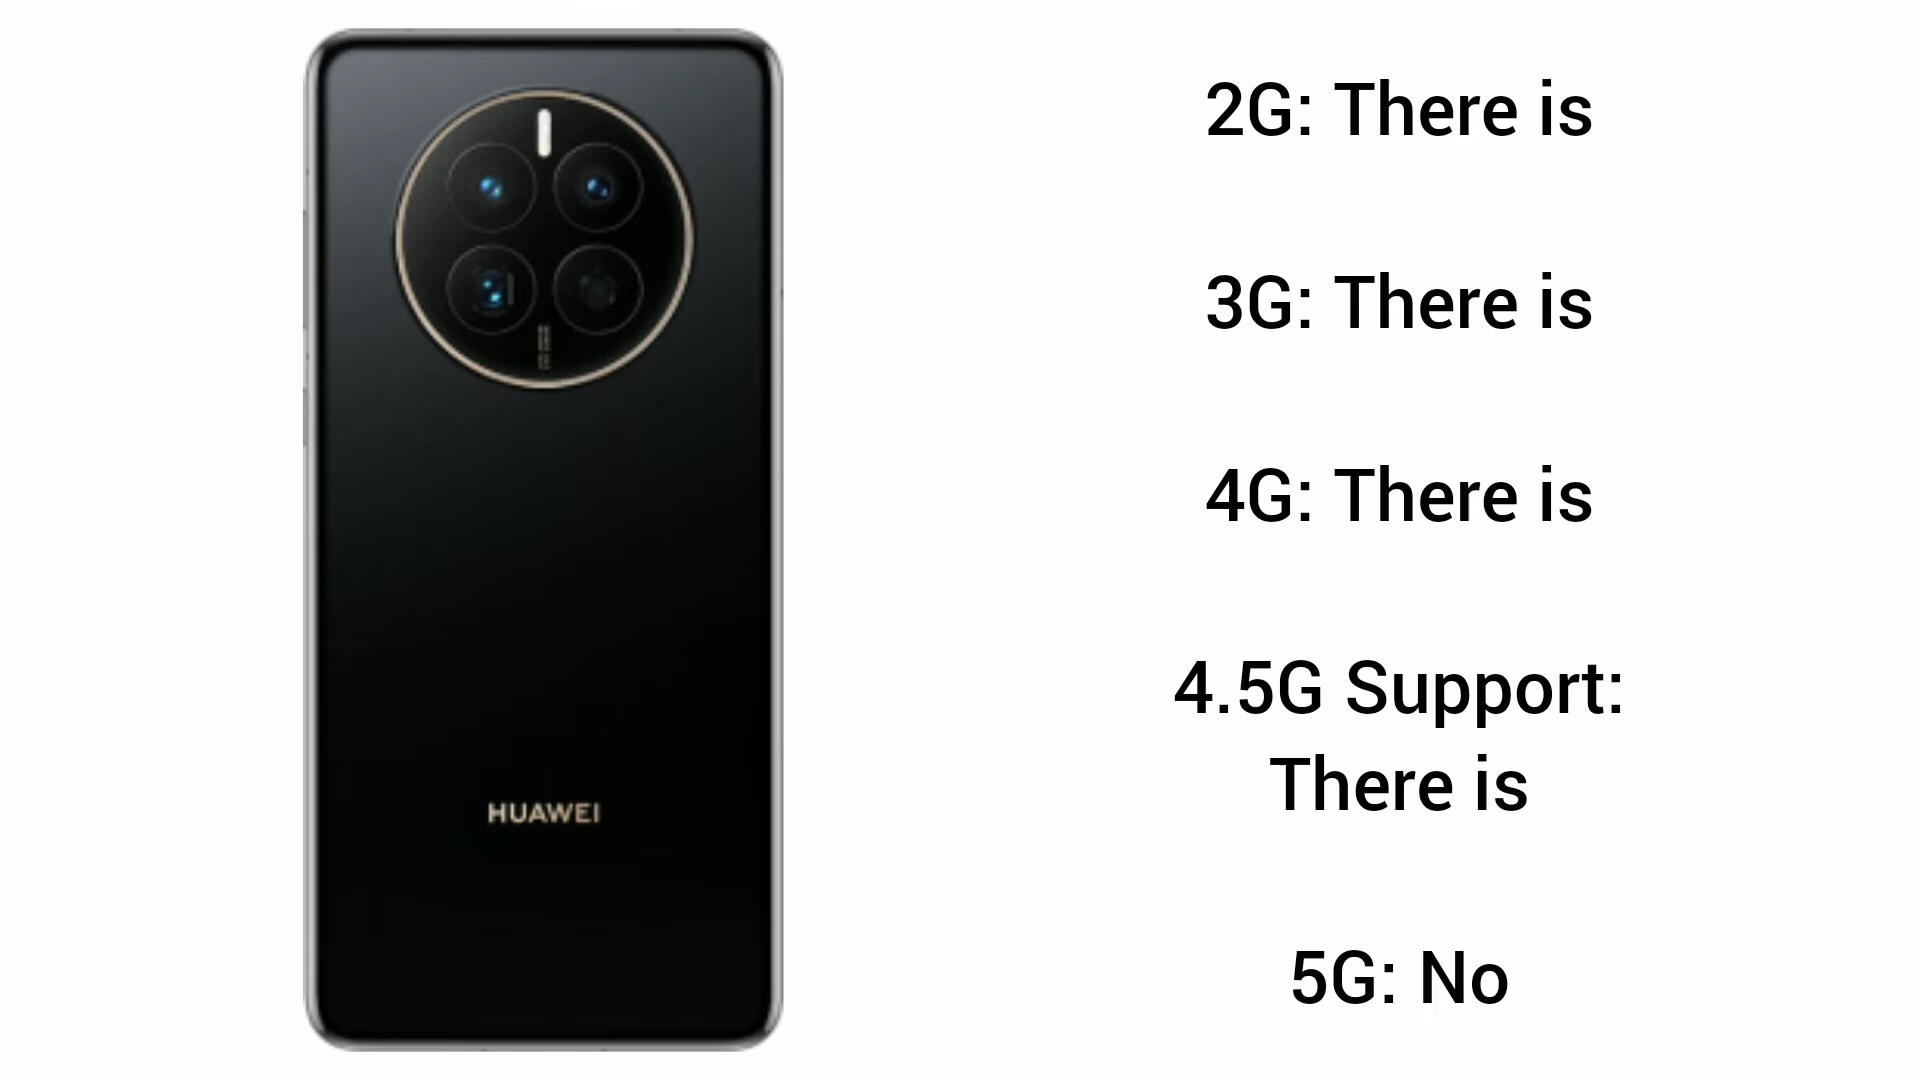 2G: There is
3G: There is
4G: There is
4.5G Support:
There is
5G: No
HUAWEI